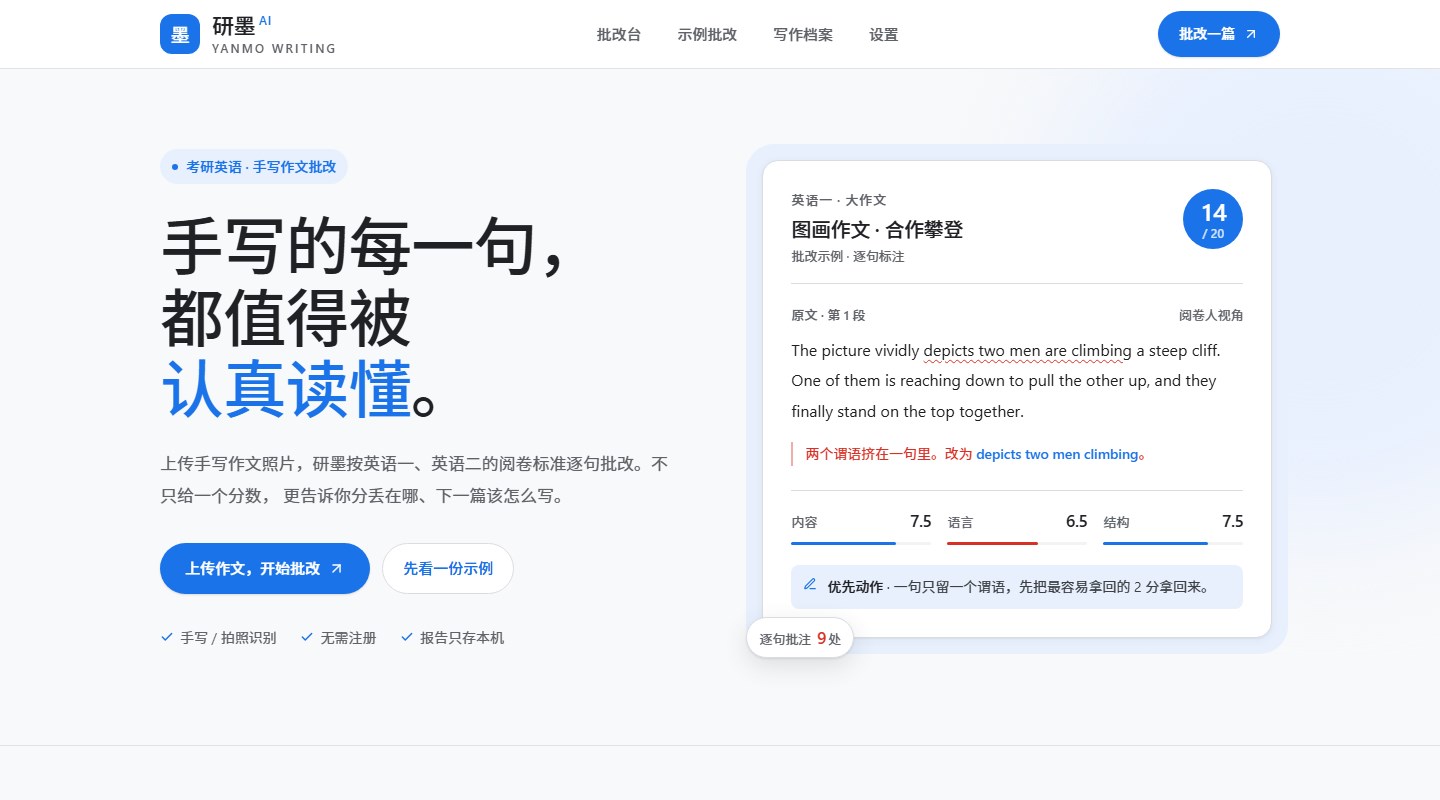 墨
研墨 AI
YANMO WRITING
批改台 示例批改 写作档案 设置
批改一篇
考研英语 · 手写作文批改
手写的每一句，
都值得被
认真读懂。
上传手写作文照片，研墨按英语一、英语二的阅卷标准逐句批改。不
只给一个分数， 更告诉你分丢在哪、下一篇该怎么写。
上传作文，开始批改
先看一份示例
手写 / 拍照识别
无需注册
报告只存本机
英语一 · 大作文
图画作文 · 合作攀登
批改示例 · 逐句标注
14
/ 20
原文 · 第 1 段
阅卷人视角
The picture vividly depicts two men are climbing a steep cliff.
One of them is reaching down to pull the other up, and they
finally stand on the top together.
两个谓语挤在一句里。改为 depicts two men climbing。
内容 7.5
语言 6.5
结构 7.5
优先动作 · 一句只留一个谓语，先把最容易拿回的 2 分拿回来。
逐句批注 9 处